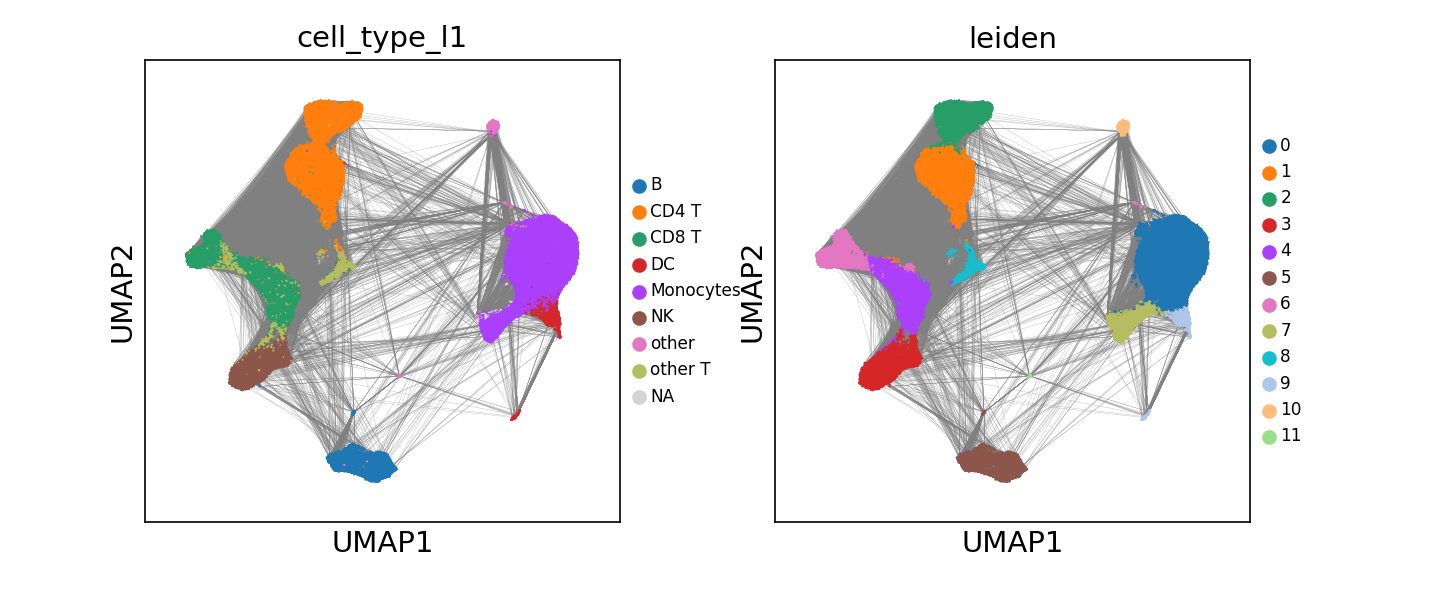 cell_type_l1
UMAP2
UMAP1
B
CD4 T
CD8 T
DC
Monocytes
NK
other
other T
NA
leiden
UMAP2
UMAP1
0
1
2
3
4
5
6
7
8
9
10
11